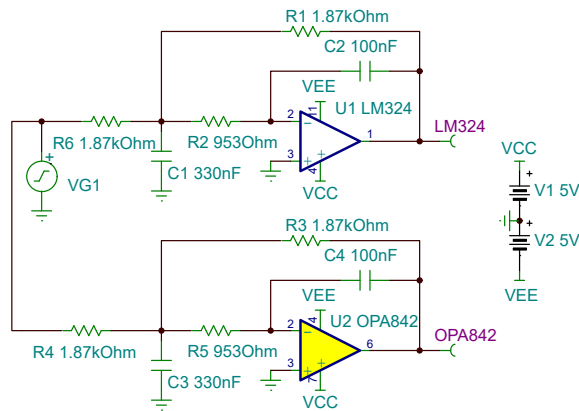 R1 1.87kOhm
C2 100nF
VEE
11
U1 LM324
R6 1.87kOhm
R2 953Ohm
2
1
LM324
3
4
C1 330nF
VCC
VG1
+
VCC
+
V1 5V
+
V2 5V
VEE
R3 1.87kOhm
C4 100nF
VEE
4
U2 OPA842
R4 1.87kOhm
R5 953Ohm
2
6
OPA842
3
7
C3 330nF
VCC